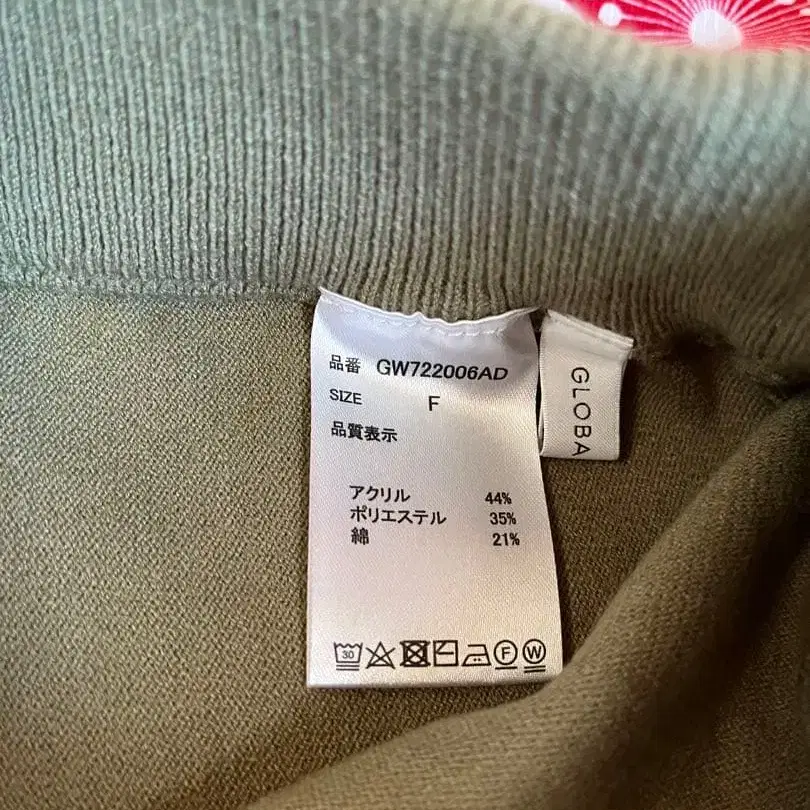 品番 GW722006AD
SIZE F
品質表示
アクリル 44%
ポリエステル 35%
綿 21%
30 F W
GLOBA